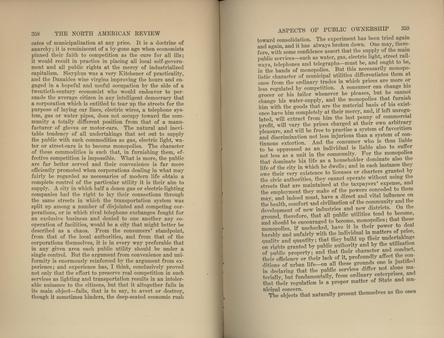 358 THE NORTH AMERICAN REVIEW
cates of municipalisation at any price. It is a doctrine of
anarchy; it is reminiscent of a by-gone age when economists
pinned their faith to competition as the cure for all ills;
it would result in practice in placing all local self-govern-
ment and all public rights at the mercy of industrialized
capitalism. Sisyphus was a very Kitchener of practicality,
and the Danaides wise virgins improving the hours and en-
gaged in a hopeful and useful occupation by the side of a
twentieth-century economist who would endeavor to per-
suade the average citizen in any intelligent democracy that
a corporation which is entitled to tear up the streets for the
purpose of laying car lines, electric wires, a telephone sys-
tem, gas or water pipes, does not occupy toward the com-
munity a totally different position from that of a manu-
facturer of gloves or motor-cars. The natural and inevi-
table tendency of all undertakings that set out to supply
the public with such commodities as gas, electric light, wa-
ter or street-cars is to become monopolies. The character
of these commodities is such that, in furnishing them, ef-
fective competition is impossible. What is more, the public
are far better served and their convenience is far more
efficiently promoted when corporations dealing in what may
fairly be regarded as necessaries of modern life obtain a
complete control of the particular utility it is their aim to
supply. A city in which half a dozen gas or electric-lighting
companies had the right to lay their connections through
the same streets in which the transportation system was
split up among a number of disjointed and competing cor-
porations, or in which rival telephone exchanges fought for
an exclusive business and denied to one another any co-
operation of facilities, would be a city that might better be
described as a chaos. From the consumers' standpoint,
from that of the local authorities, and from that of the
corporations themselves, it is in every way preferable that
in any given area each public utility should be under a
single control. But the argument from convenience and uni-
formity is enormously reinforced by the argument from ex-
perience; and experience has, I think, conclusively proved
not only that the effort to preserve real competition in such
services as lighting and transportation results in an intoler-
able nuisance to the citizens, but that it altogether fails in
its main object—fails, that is to say, to avert or destroy,
though it sometimes hinders, the deep-seated economic rush
ASPECTS OF PUBLIC OWNERSHIP 359
toward consolidation. The experiment has been tried again
and again, and it has always broken down. One may, there-
fore, with some confidence assert that the supply of the main
public services—such as water, gas, electric light, street rail-
ways, telephones and telegraphs—must be, and ought to be,
in the hands of monopolies. But this necessarily monopo-
listic character of municipal utilities differentiates them at
once from the ordinary trades in which prices are more or
less regulated by competition. A consumer can change his
grocer or his tailor whenever he pleases, but he cannot
change his water-supply, and the monopolies that furnish
him with the goods that are the material basis of his exist-
ence have him completely at their mercy, and, if left unregu-
lated, will extract from him the last penny of commercial
profit, will vary the prices charged at their own arbitrary
pleasure, and will be free to practise a system of favoritism
and discrimination not less injurious than a system of con-
tinuous extortion. And the consumer who is thus liable
to be oppressed as an individual is liable also to suffer
not less as a unit in the community. For the monopolies
that dominate his life as a householder dominate also the
life of the city in which he dwells; and in each instance they
owe their very existence to licenses or charters granted by
the civic authorities, they cannot operate without using the
streets that are maintained at the taxpayers' expense, and
the employment they make of the powers conceded to them
may, and indeed must, have a direct and vital influence on
the health, comfort and civilization of the community and the
development of new industries and new districts. On the
ground, therefore, that all public utilities tend to become,
and should be encouraged to become, monopolies; that these
monopolies, if unchecked, have it in their power to deal
harshly and unfairly with the individual in matters of price,
quality and quantity; that they build up their undertakings
on rights granted by public authority and by the utilisation
of public property; and that their character and conduct,
their efficiency or their lack of it, profoundly affect the con-
ditions of urban life—on all these grounds one is justified
in declaring that the public services differ not alone ma-
terially, but fundamentally, from ordinary enterprises, and
that their regulation is a proper matter of State and mu-
nicipal concern.
The objects that naturally present themselves as the ones